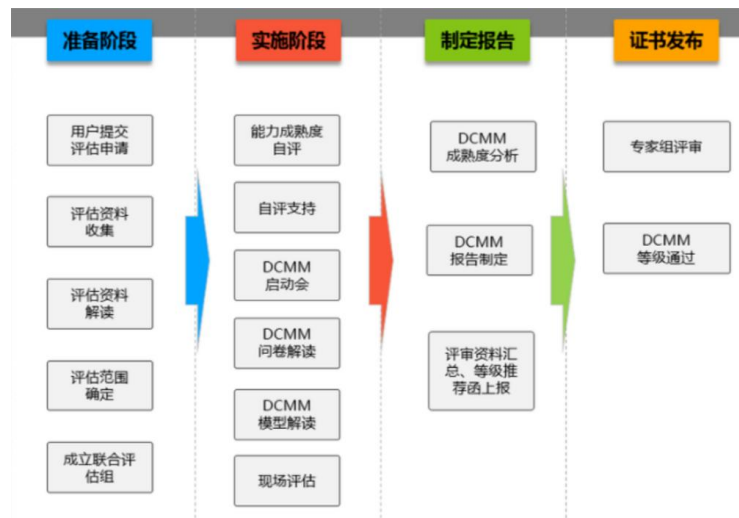 准备阶段
用户提交
评估申请
评估资料
收集
评估资料
解读
评估范围
确定
成立联合评
估组
实施阶段
能力成熟度
自评
自评支持
DCMM
启动会
DCMM
问卷解读
DCMM
模型解读
现场评估
制定报告
DCMM
成熟度分析
DCMM
报告制定
评审资料汇
总、等级推
荐函上报
证书发布
专家组评审
DCMM
等级通过